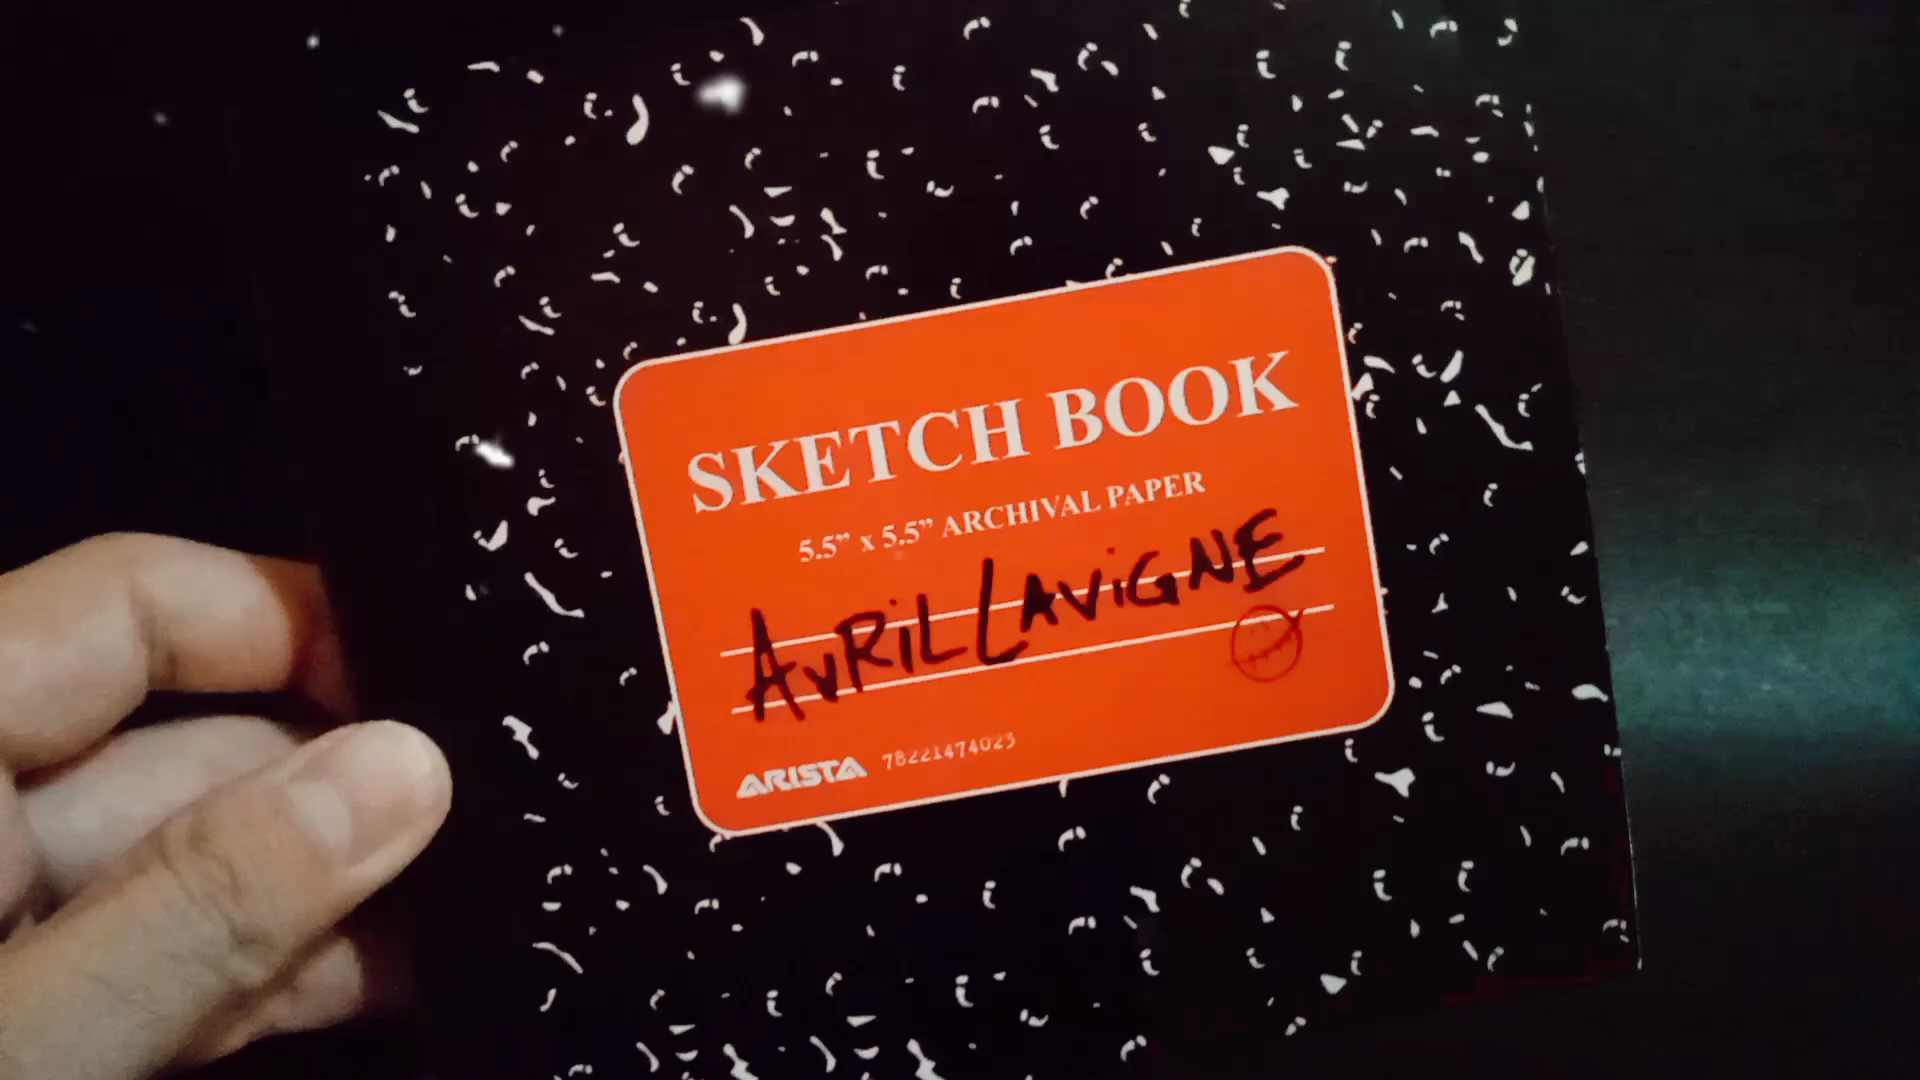 SKETCH BOOK
5.5” x 5.5” ARCHIVAL PAPER
AVRiL LAViGNE
ARISTA 78221474023